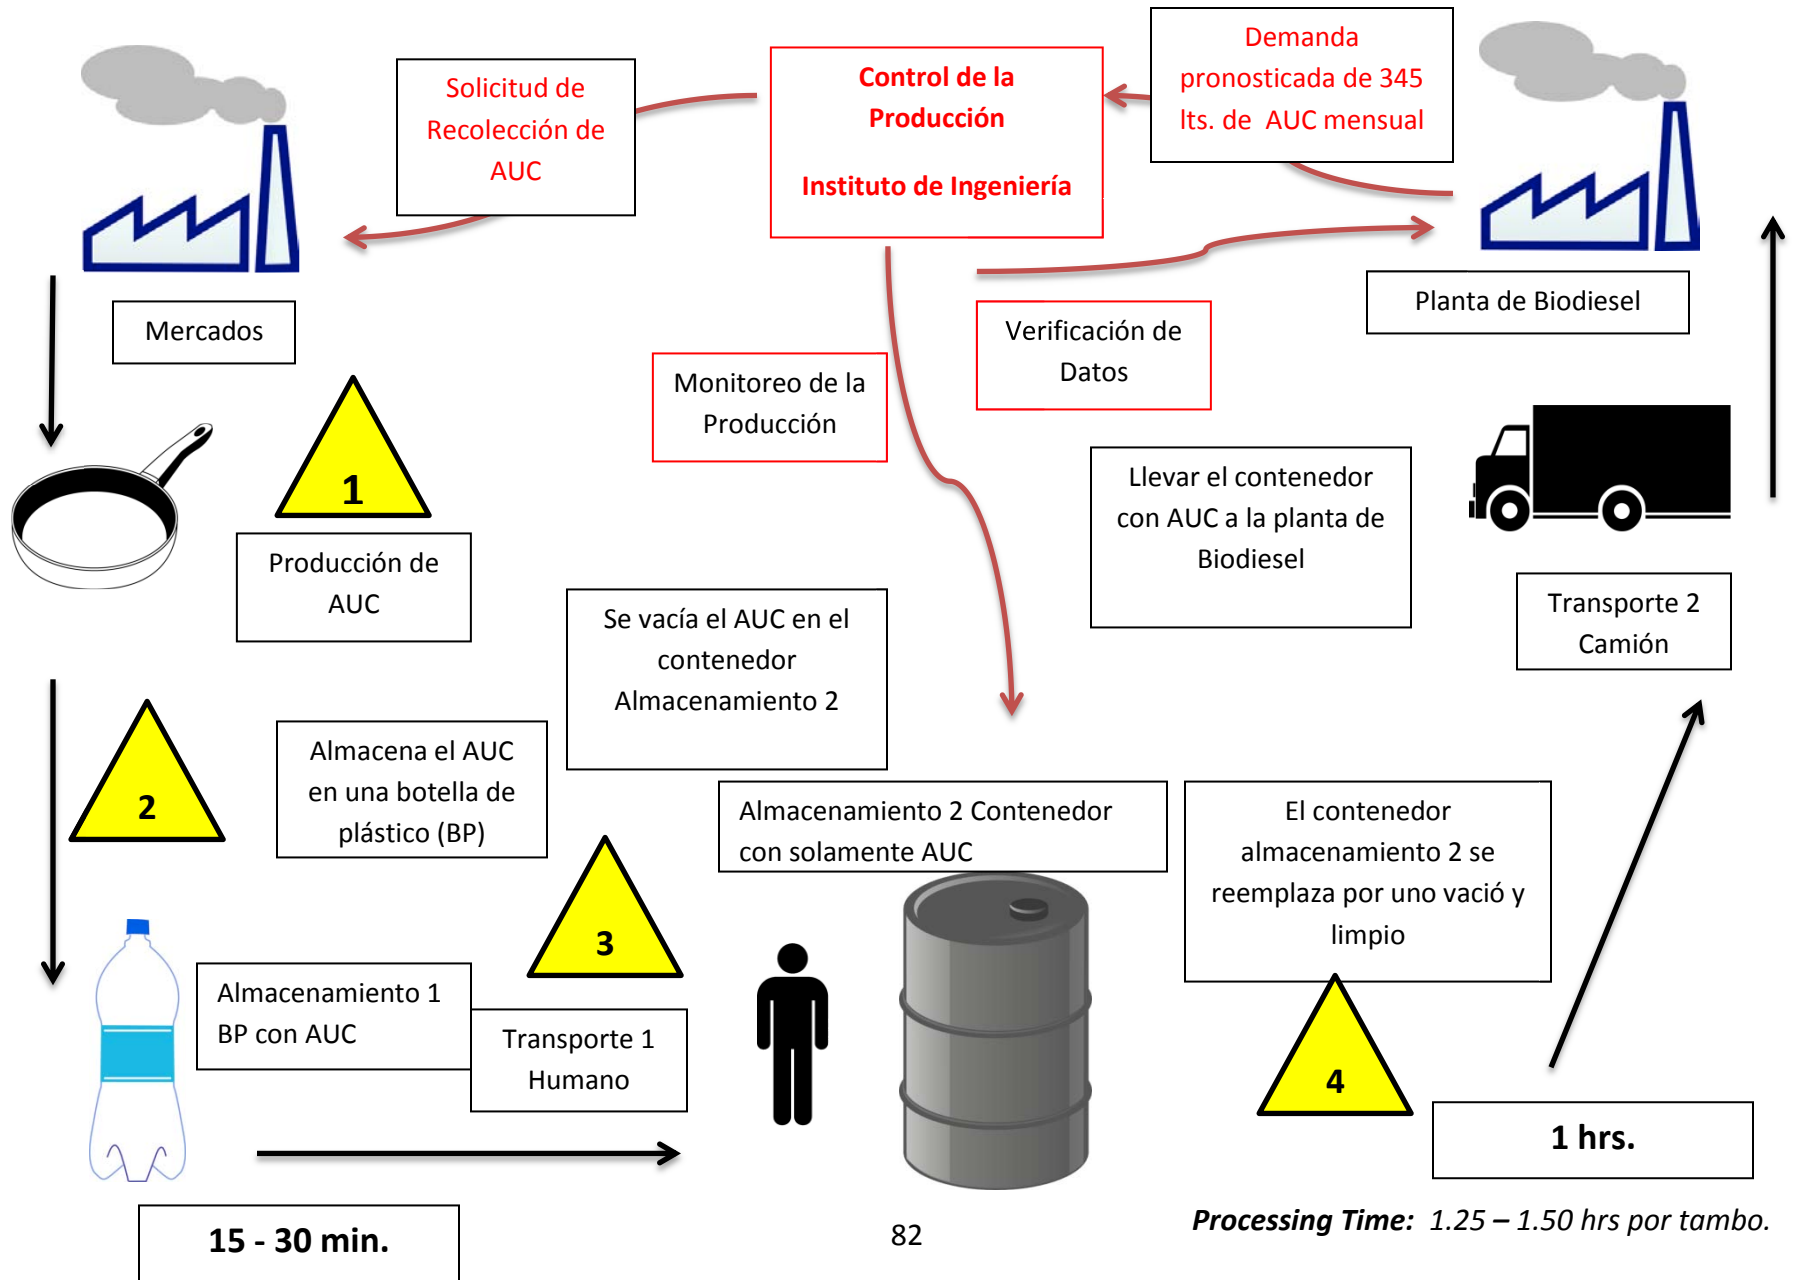 Solicitud de
Recolección de
AUC
Control de la
Producción
Instituto de Ingeniería
Demanda
pronosticada de 345
lts. de AUC mensual
Mercados
Planta de Biodiesel
Verificación de
Datos
Monitoreo de la
Producción
1
Producción de
AUC
Llevar el contenedor
con AUC a la planta de
Biodiesel
Transporte 2
Camión
Se vacía el AUC en el
contenedor
Almacenamiento 2
2
Almacena el AUC
en una botella de
plástico (BP)
Almacenamiento 2 Contenedor
con solamente AUC
El contenedor
almacenamiento 2 se
reemplaza por uno vació y
limpio
3
Almacenamiento 1
BP con AUC
Transporte 1
Humano
4
1 hrs.
15 - 30 min.
82
Processing Time: 1.25 – 1.50 hrs por tambo.